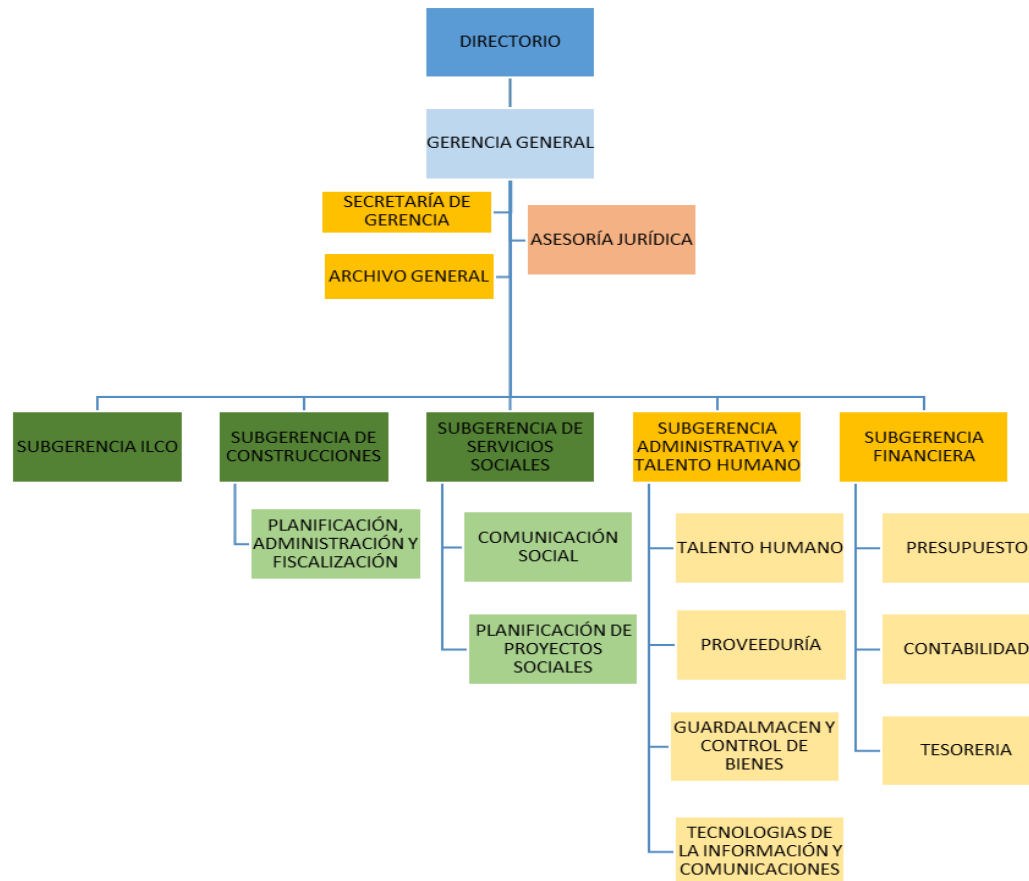 DIRECTORIO
GERENCIA GENERAL
SECRETARÍA DE
GERENCIA
ASESORÍA JURÍDICA
ARCHIVO GENERAL
SUBGERENCIA ILCO
SUBGERENCIA DE
CONSTRUCCIONES
PLANIFICACIÓN,
ADMINISTRACIÓN Y
FISCALIZACIÓN
SUBGERENCIA DE
SERVICIOS
SOCIALES
COMUNICACIÓN
SOCIAL
PLANIFICACIÓN DE
PROYECTOS
SOCIALES
SUBGERENCIA
ADMINISTRATIVA Y
TALENTO HUMANO
TALENTO HUMANO
PROVEEDURÍA
GUARDALMACEN Y
CONTROL DE
BIENES
TECNOLOGIAS DE
LA INFORMACIÓN Y
COMUNICACIONES
SUBGERENCIA
FINANCIERA
PRESUPUESTO
CONTABILIDAD
TESORERIA